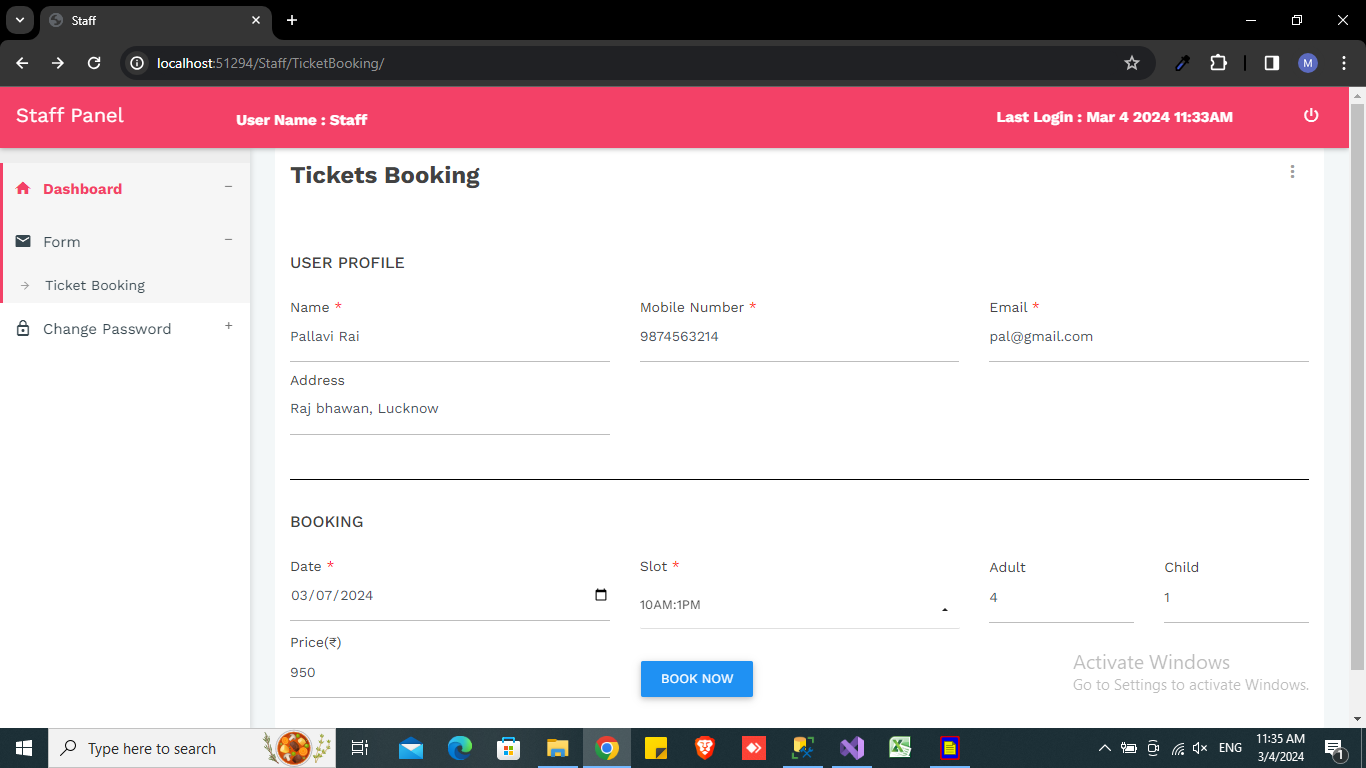 Staff
localhost:51294/Staff/TicketBooking/
M
Staff Panel
User Name : Staff
Last Login : Mar 4 2024 11:33AM
Dashboard
Form
Ticket Booking
Change Password
Tickets Booking
USER PROFILE
Name *
Mobile Number *
Email *
Pallavi Rai
9874563214
pal@gmail.com
Address
Raj bhawan, Lucknow
BOOKING
Date *
Slot *
Adult
Child
03/07/2024
10AM:1PM
4
1
Price(₹)
950
BOOK NOW
Activate Windows
Go to Settings to activate Windows.
Type here to search
ENG
11:35 AM
3/4/2024
1